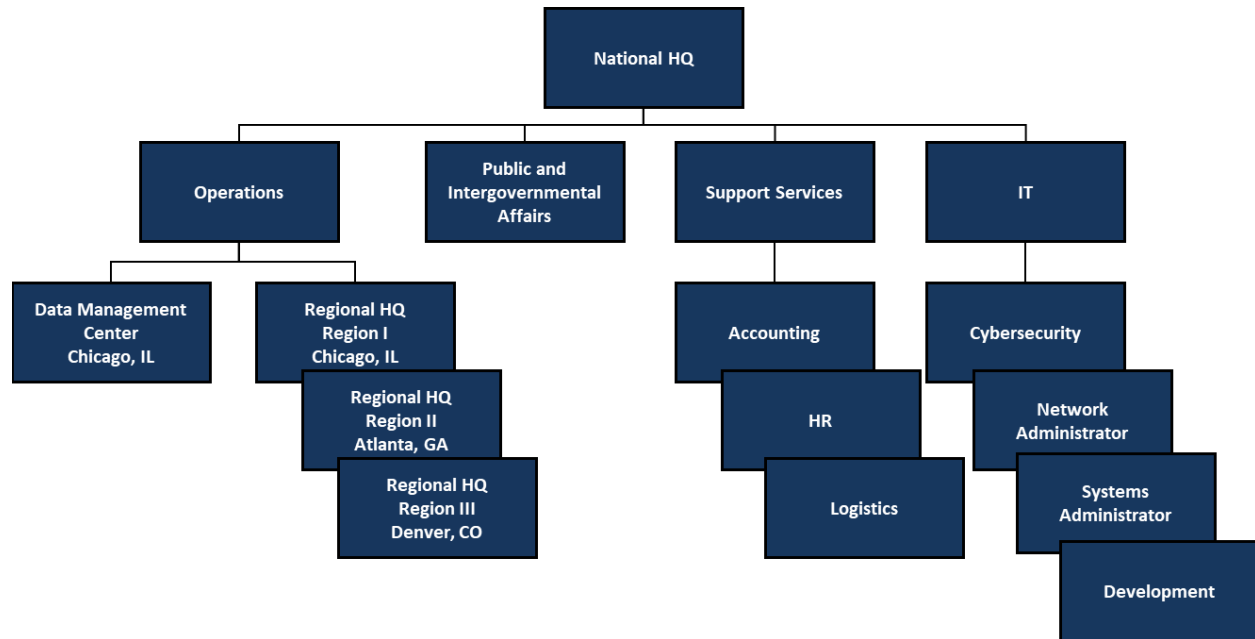 National HQ
Operations
Public and
Intergovernmental
Affairs
Support Services
IT
Data Management
Center
Chicago, IL
Regional HQ
Region I
Chicago, IL
Regional HQ
Region II
Atlanta, GA
Regional HQ
Region III
Denver, CO
Accounting
HR
Logistics
Cybersecurity
Network
Administrator
Systems
Administrator
Development